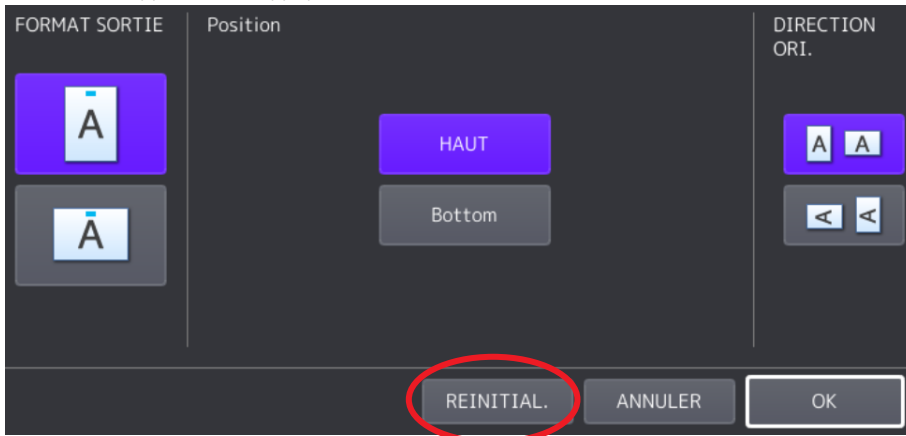 FORMAT SORTIE
Position
DIRECTION
ORI.
A
HAUT
A A
Bottom
A
A A
REINITIAL.
ANNULER
OK